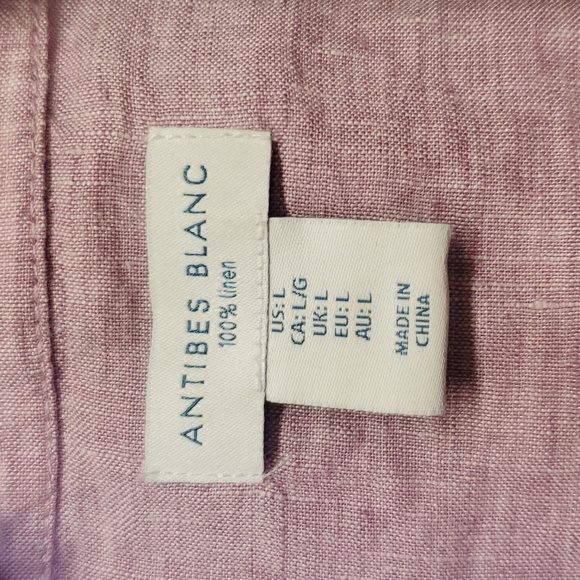 ANTIBES BLANC
100% linen
US: L
CA: L/G
UK: L
EU: L
AU: L
MADE IN
CHINA